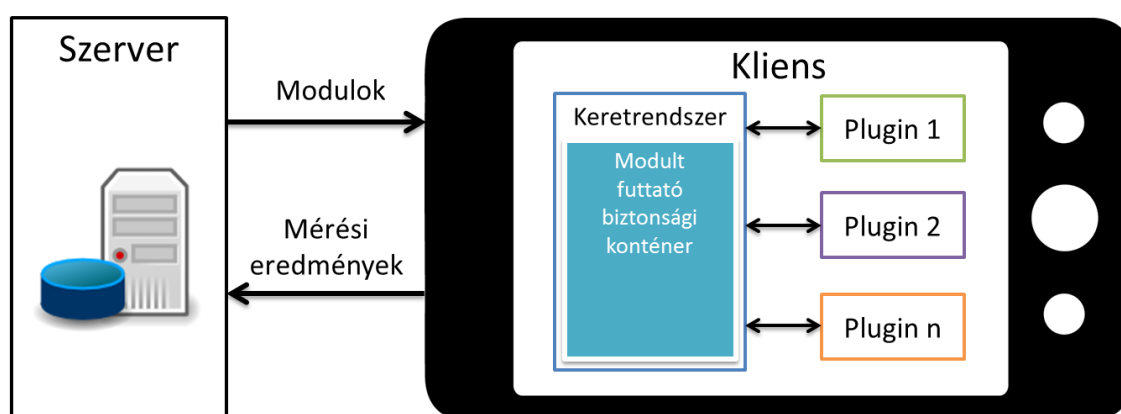 Szerver
Modulok
Mérési
eredmények
Kliens
Keretrendszer
Modult
futtató
biztonsági
konténer
Plugin 1
Plugin 2
Plugin n